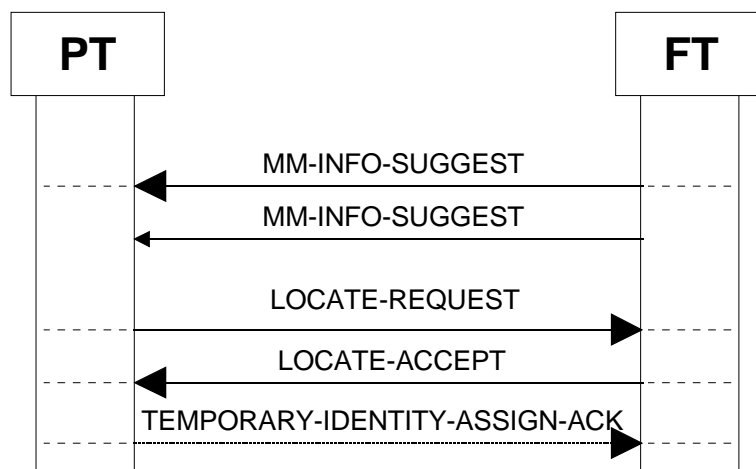 PT
FT
MM-INFO-SUGGEST
MM-INFO-SUGGEST
LOCATE-REQUEST
LOCATE-ACCEPT
TEMPORARY-IDENTITY-ASSIGN-ACK